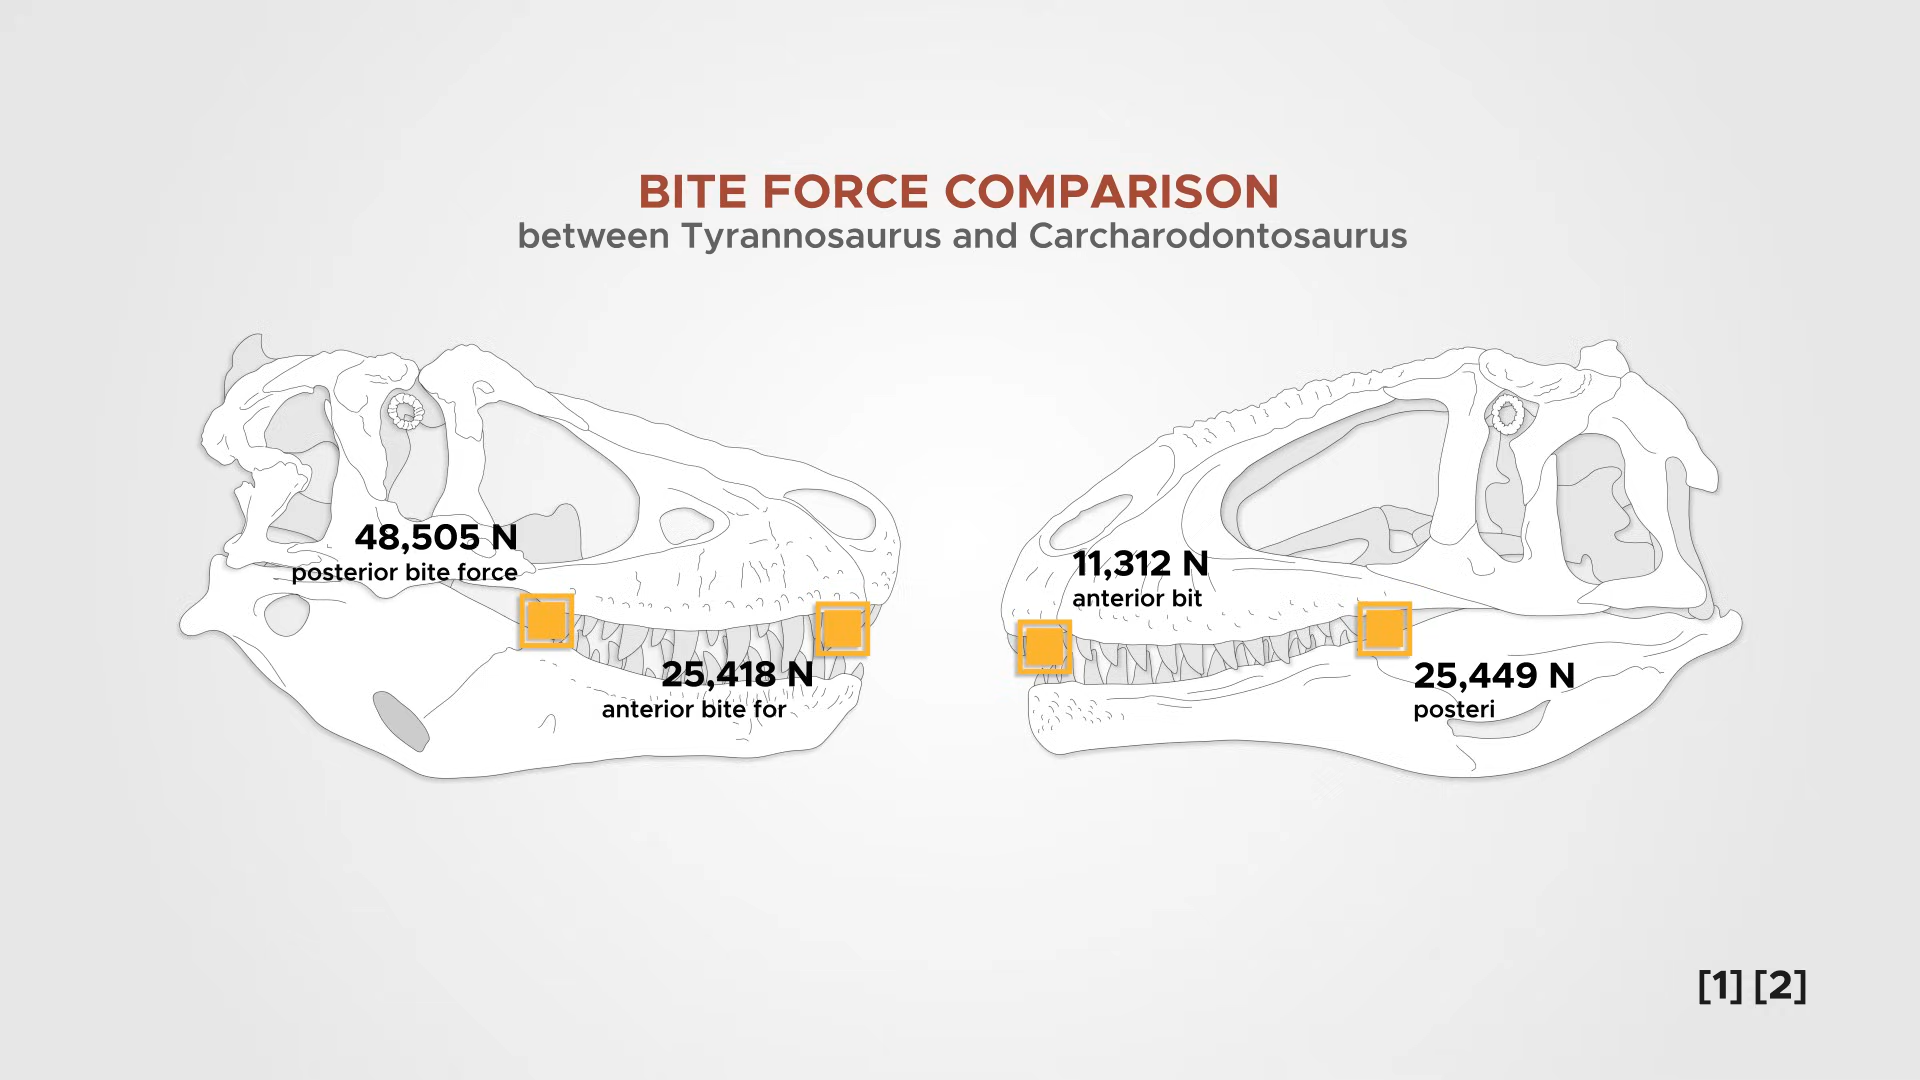 BITE FORCE COMPARISON
between Tyrannosaurus and Carcharodontosaurus
48,505 N
posterior bite force
25,418 N
anterior bite for
11,312 N
anterior bit
25,449 N
posteri
[1] [2]